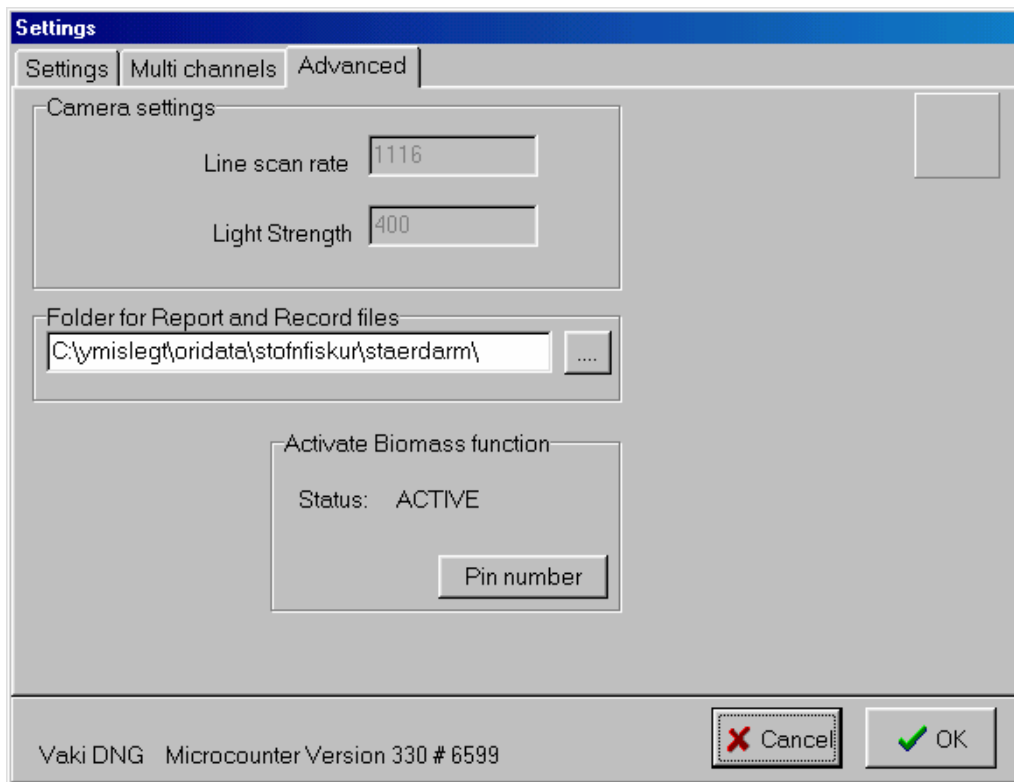 Settings
Settings Multi channels Advanced
Camera settings
Line scan rate 1116
Light Strength 400
Folder for Report and Record files
C:\ymislegt\oridata\stofnfiskur\staerdarm\ ....
Activate Biomass function
Status: ACTIVE
Pin number
Vaki DNG Microcounter Version 330 # 6599 Cancel OK